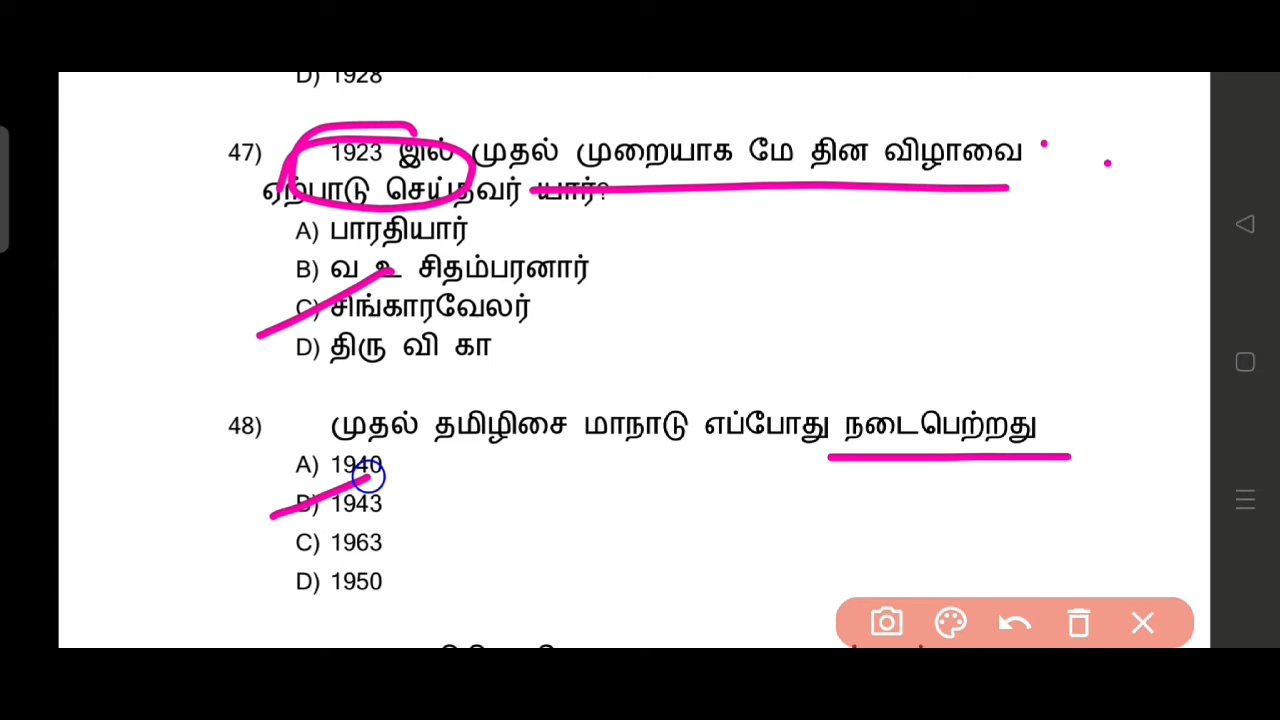 D) 1928
47) 1923 இல் முதல் முறையாக மே தின விழாவை
ஏற்பாடு செய்தவர் யார்?
A) பாரதியார்
B) வ உ சிதம்பரனார்
C) சிங்காரவேலர்
D) திரு வி கா
48) முதல் தமிழிசை மாநாடு எப்போது நடைபெற்றது
A) 1940
B) 1943
C) 1963
D) 1950